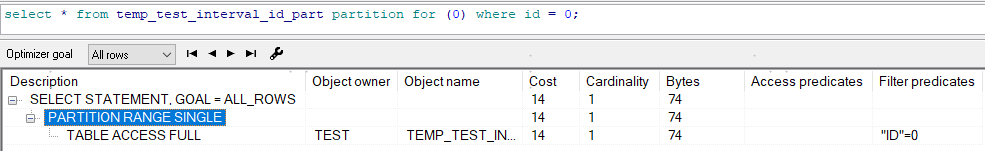 select * from temp_test_interval_id_part partition for (0) where id = 0;
Optimizer goal All rows
Description Object owner Object name Cost Cardinality Bytes Access predicates Filter predicates
SELECT STATEMENT, GOAL = ALL_ROWS 14 1 74
PARTITION RANGE SINGLE 14 1 74
TABLE ACCESS FULL TEST TEMP_TEST_IN... 14 1 74 "ID"=0